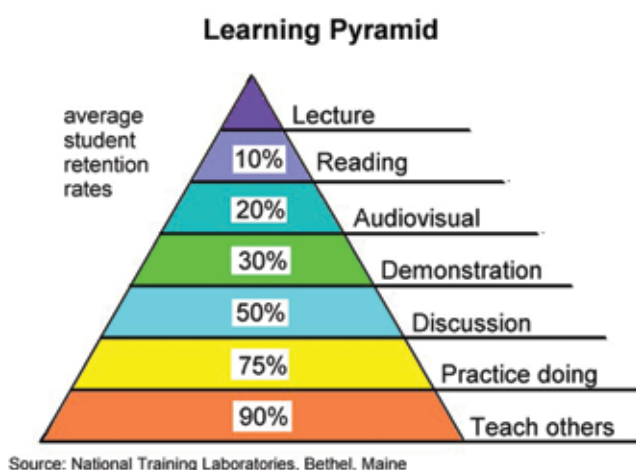 Learning Pyramid
average
student
retention
rates
Lecture
10% Reading
20% Audiovisual
30% Demonstration
50% Discussion
75% Practice doing
90% Teach others
Source: National Training Laboratories, Bethel, Maine